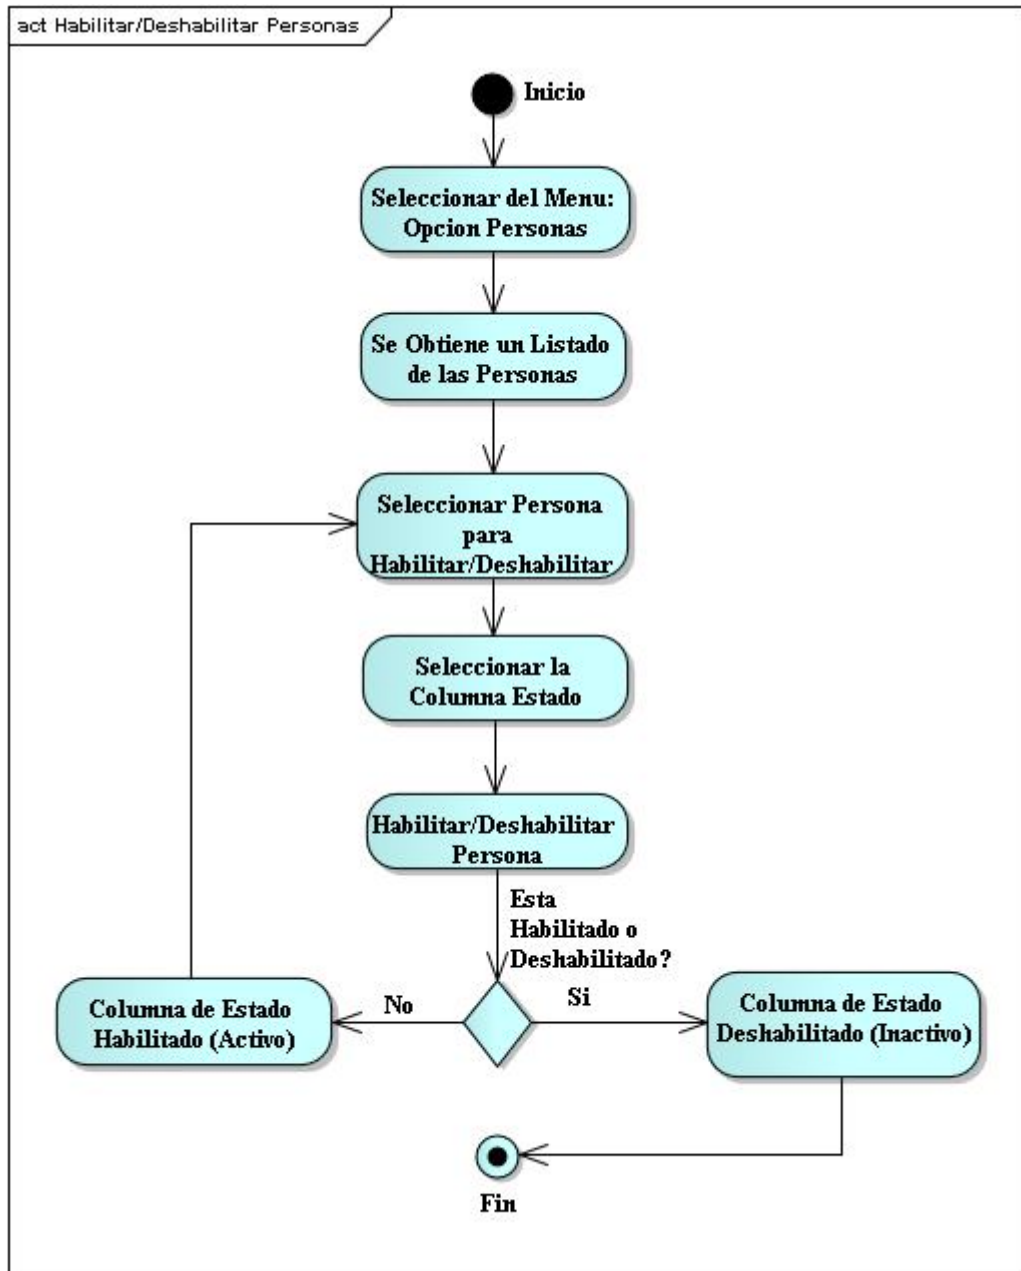 act Habilitar/Deshabilitar Personas
Inicio
Seleccionar del Menu:
Opcion Personas
Se Obtiene un Listado
de las Personas
Seleccionar Persona
para
Habilitar/Deshabilitar
Seleccionar la
Columna Estado
Habilitar/Deshabilitar
Persona
Esta
Habilitado o
Deshabilitado?
No
Si
Columna de Estado
Habilitado (Activo)
Columna de Estado
Deshabilitado (Inactivo)
Fin